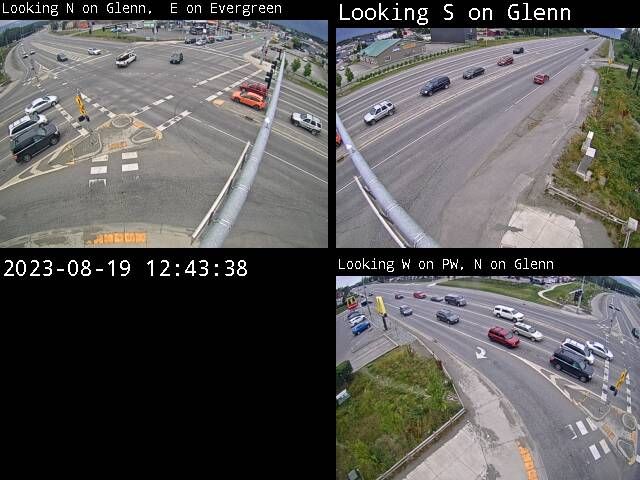 Looking N on Glenn, E on Evergreen
Looking S on Glenn
2023-08-19 12:43:38
Looking W on PW, N on Glenn